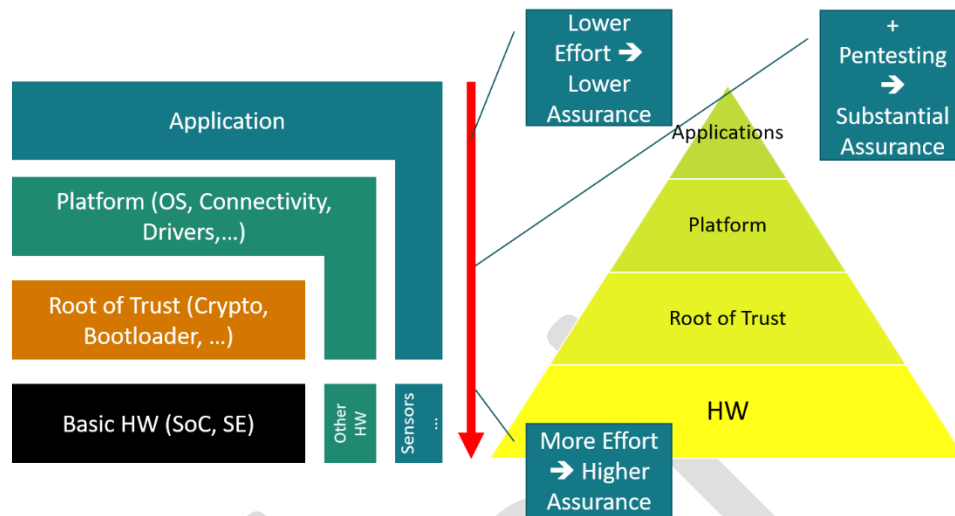 Lower
Effort ➔
Lower
Assurance
+
Pentesting
➔
Substantial
Assurance
Application
Platform (OS, Connectivity,
Drivers,...)
Root of Trust (Crypto,
Bootloader, ...)
Basic HW (SoC, SE)
Other
HW
Sensors
...
Applications
Platform
Root of Trust
HW
More Effort
➔ Higher
Assurance